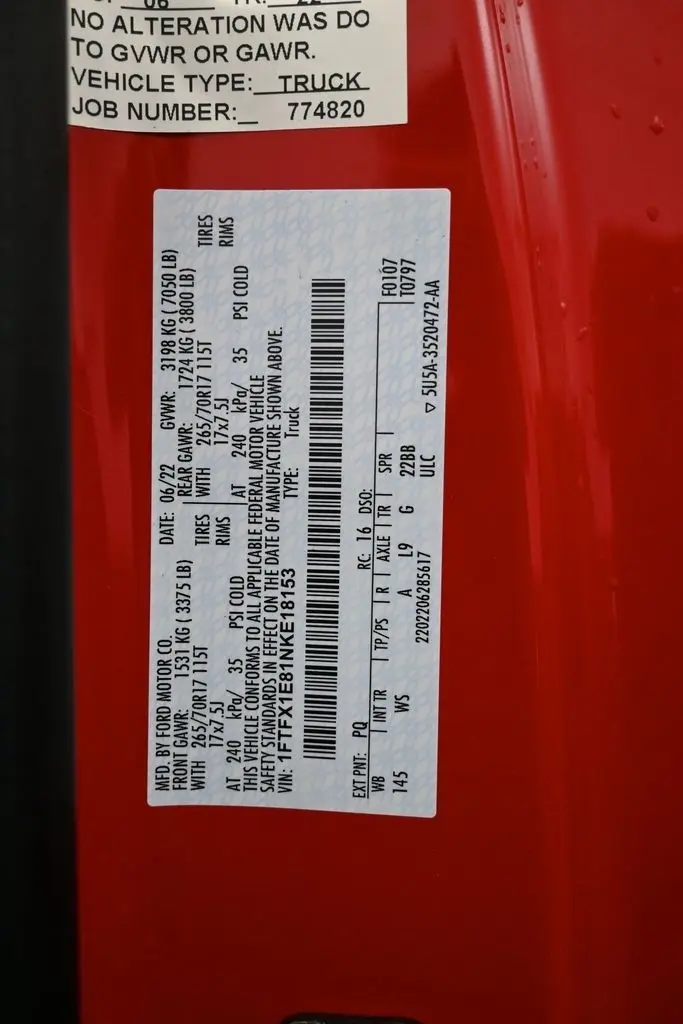 06 YR: 22
NO ALTERATION WAS DO
TO GVWR OR GAWR.
VEHICLE TYPE: TRUCK
JOB NUMBER:_ 774820
MFD. BY FORD MOTOR CO. DATE: 06/22 GVWR: 3198 KG ( 7050 LB)
FRONT GAWR: 1531 KG ( 3375 LB) REAR GAWR: 1724 KG ( 3800 LB)
WITH 265/70R17 115T TIRES WITH 265/70R17 115T TIRES
17x7.5J RIMS 17x7.5J RIMS
AT 240 kPa/ 35 PSI COLD AT 240 kPa/ 35 PSI COLD
THIS VEHICLE CONFORMS TO ALL APPLICABLE FEDERAL MOTOR VEHICLE
SAFETY STANDARDS IN EFFECT ON THE DATE OF MANUFACTURE SHOWN ABOVE.
VIN: 1FTFX1E81NKE18153 TYPE: Truck
EXT PNT: PQ RC: 16 DSO:
WB INT TR TP/PS R AXLE TR SPR F0107
145 WS A L9 G 22BB T0797
2202206285617 ULC ▽ 5U5A-3520472-AA